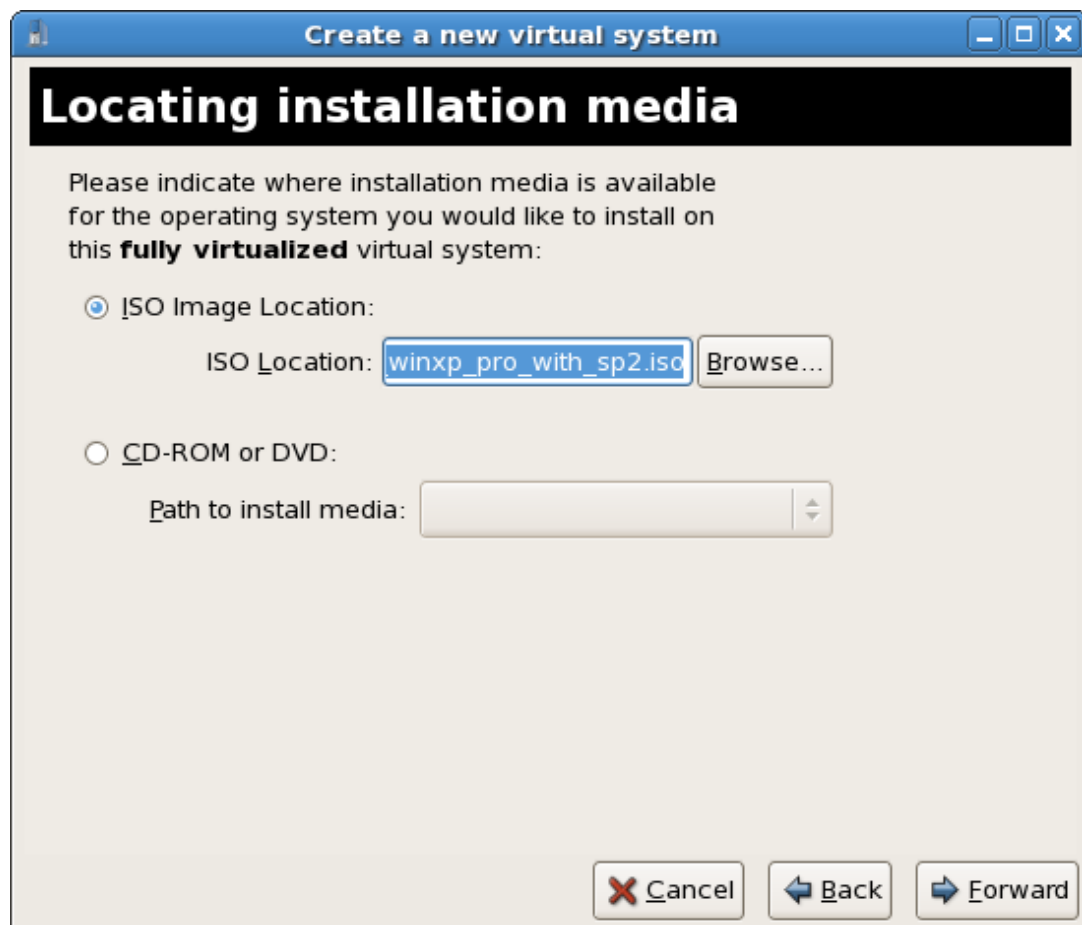 Create a new virtual system
Locating installation media
Please indicate where installation media is available
for the operating system you would like to install on
this fully virtualized virtual system:
ISO Image Location:
ISO Location: winxp_pro_with_sp2.iso Browse...
CD-ROM or DVD:
Path to install media:
Cancel Back Forward